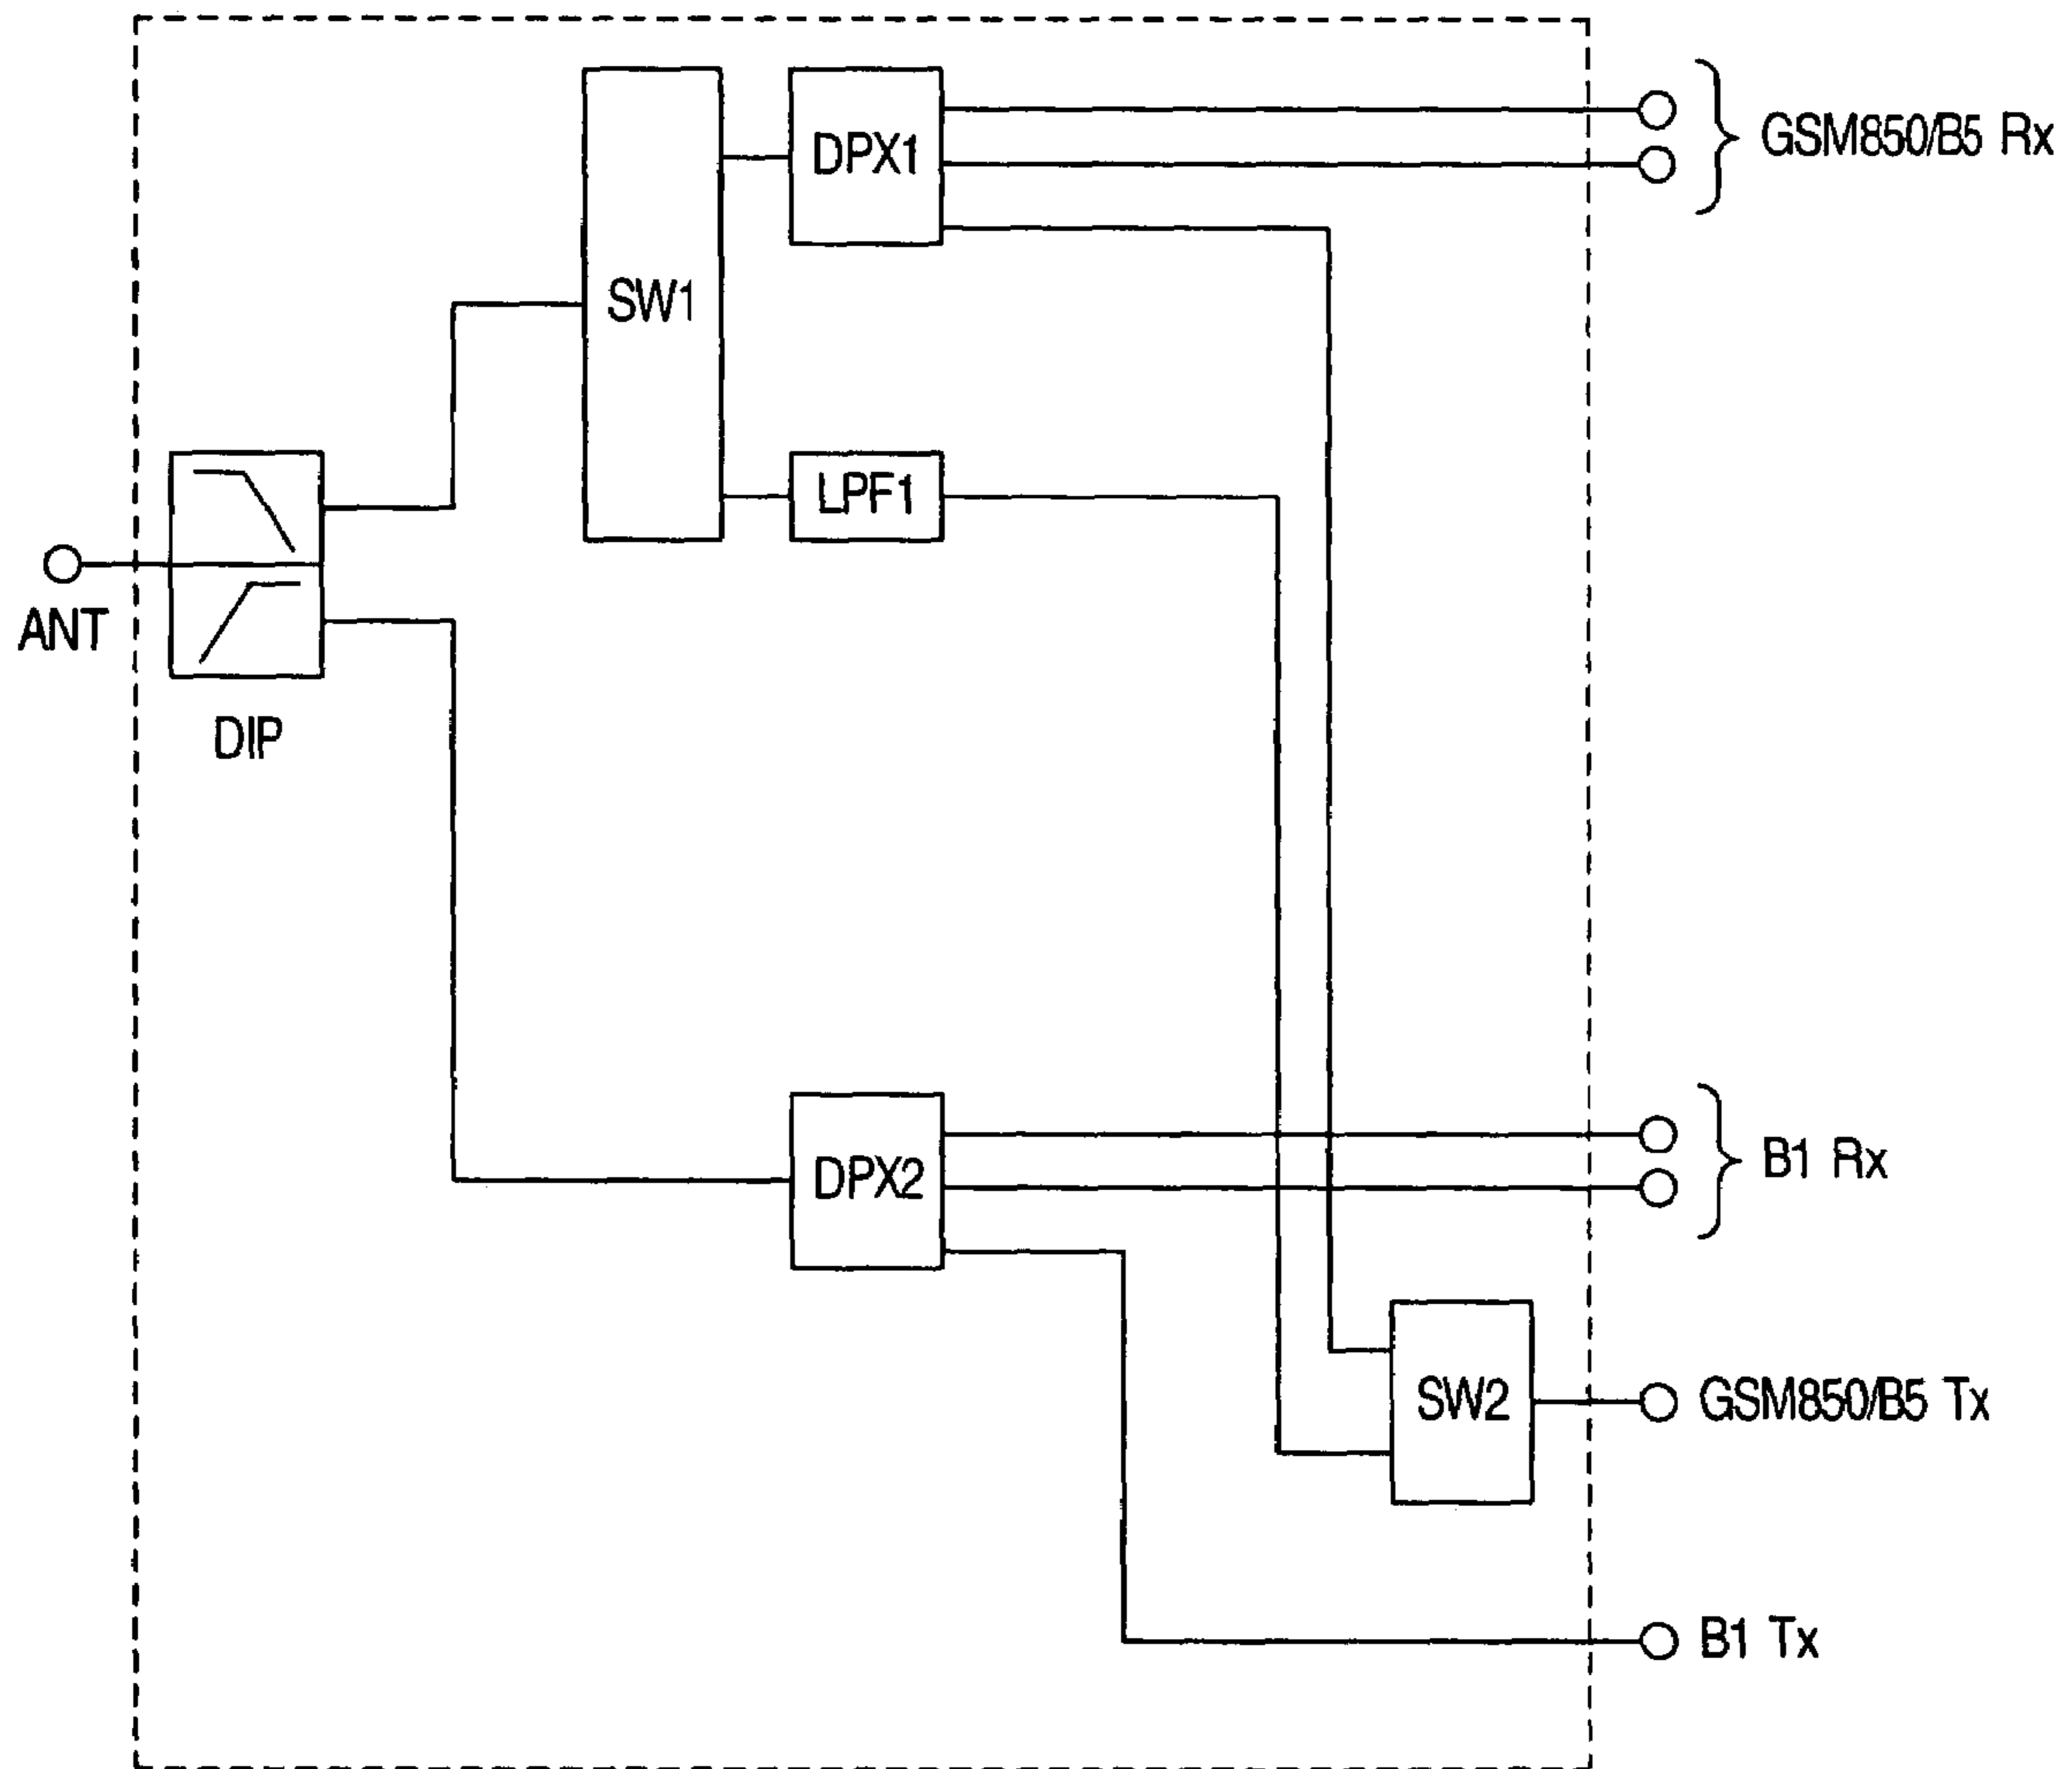 DPX1
GSM850/B5 Rx
SW1
LPF1
ANT
DIP
DPX2
B1 Rx
SW2
GSM850/B5 Tx
B1 Tx